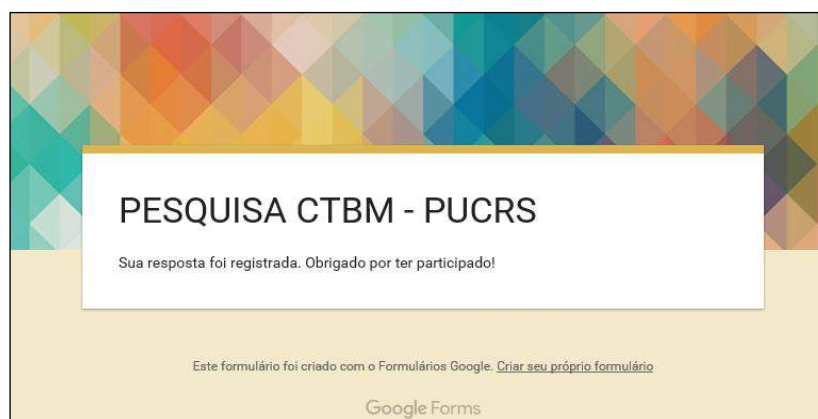 PESQUISA CTBM - PUCRS
Sua resposta foi registrada. Obrigado por ter participado!
Este formulário foi criado com o Formulários Google. Criar seu próprio formulário
Google Forms